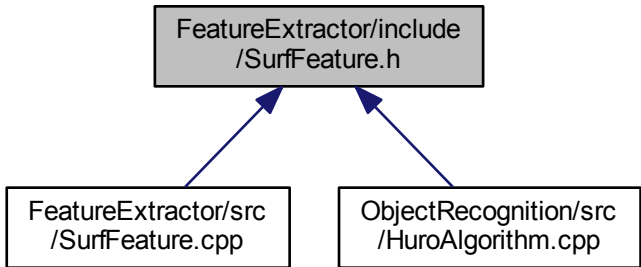 FeatureExtractor/include
/SurfFeature.h
FeatureExtractor/src
/SurfFeature.cpp
ObjectRecognition/src
/HuroAlgorithm.cpp